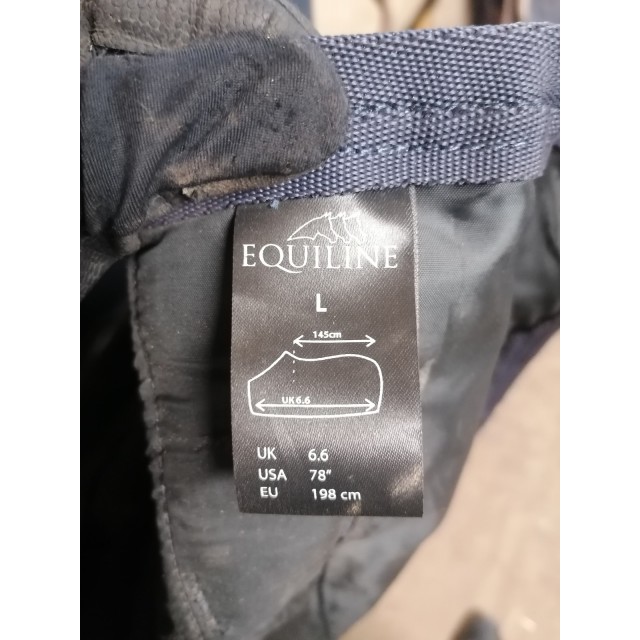 EQUILINE
L
145cm
UK 6.6
UK 6.6
USA 78"
EU 198 cm